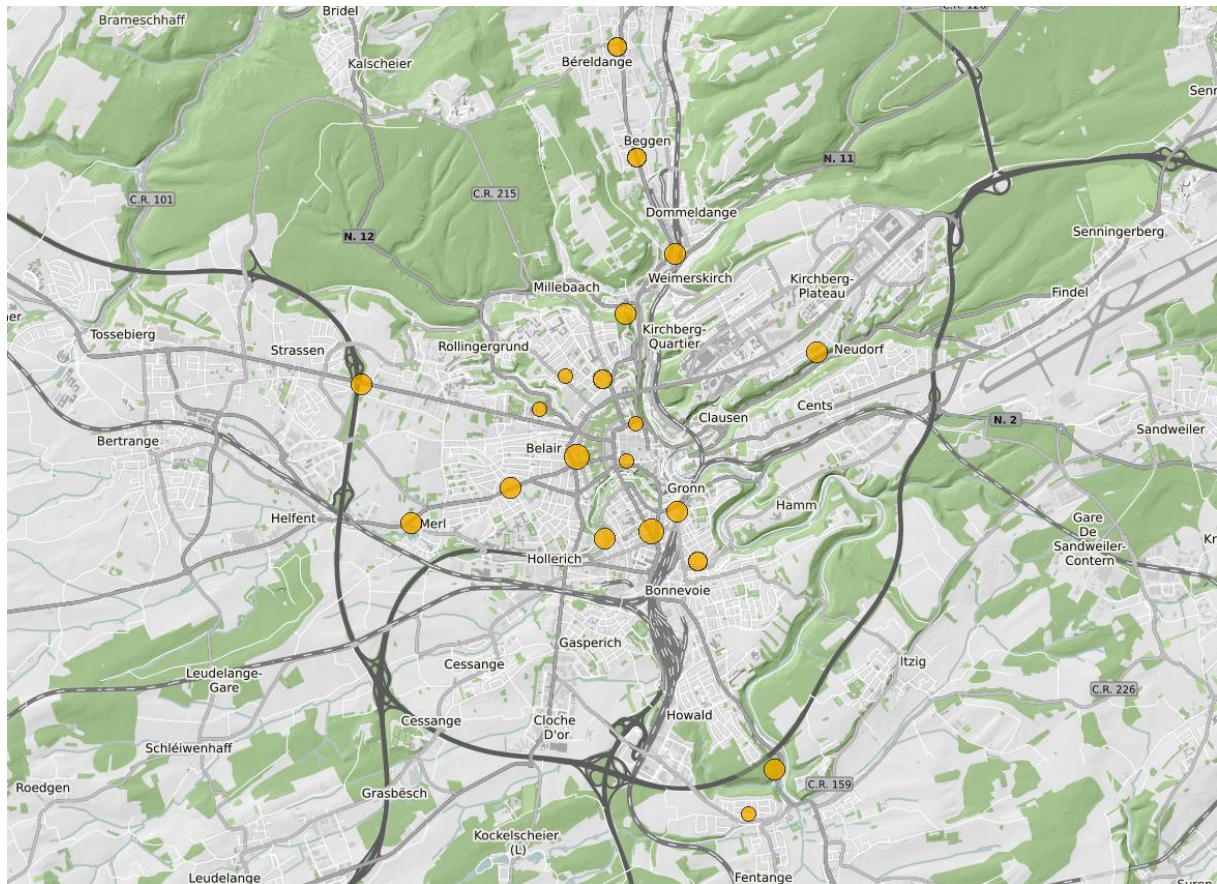 Brameschhaff
Bridel
Kalscheier
Béreldange
C.R. 126
Beggen
N. 11
C.R. 215
C.R. 101
N. 12
Dommeldange
Senningerberg
Weimerskirch
Kirchberg-
Plateau
Millebaach
Findel
Tossebierg
Strassen
Rollingergrund
Kirchberg-
Quartier
Neudorf
Clausen
Cents
N. 2
Sandweiler
Bertrange
Belair
Gronn
Hamm
Helfent
Merl
Gare
De
Sandweiler-
Contern
Hollerich
Bonnevoie
Gasperich
Cessange
Itzig
Leudelange-
Gare
C.R. 226
Cessange
Cloche
D'or
Howald
Schléiwenhaff
Roedgen
Grasbësch
C.R. 159
Kockelscheier
(L)
Leudelange
Fentange